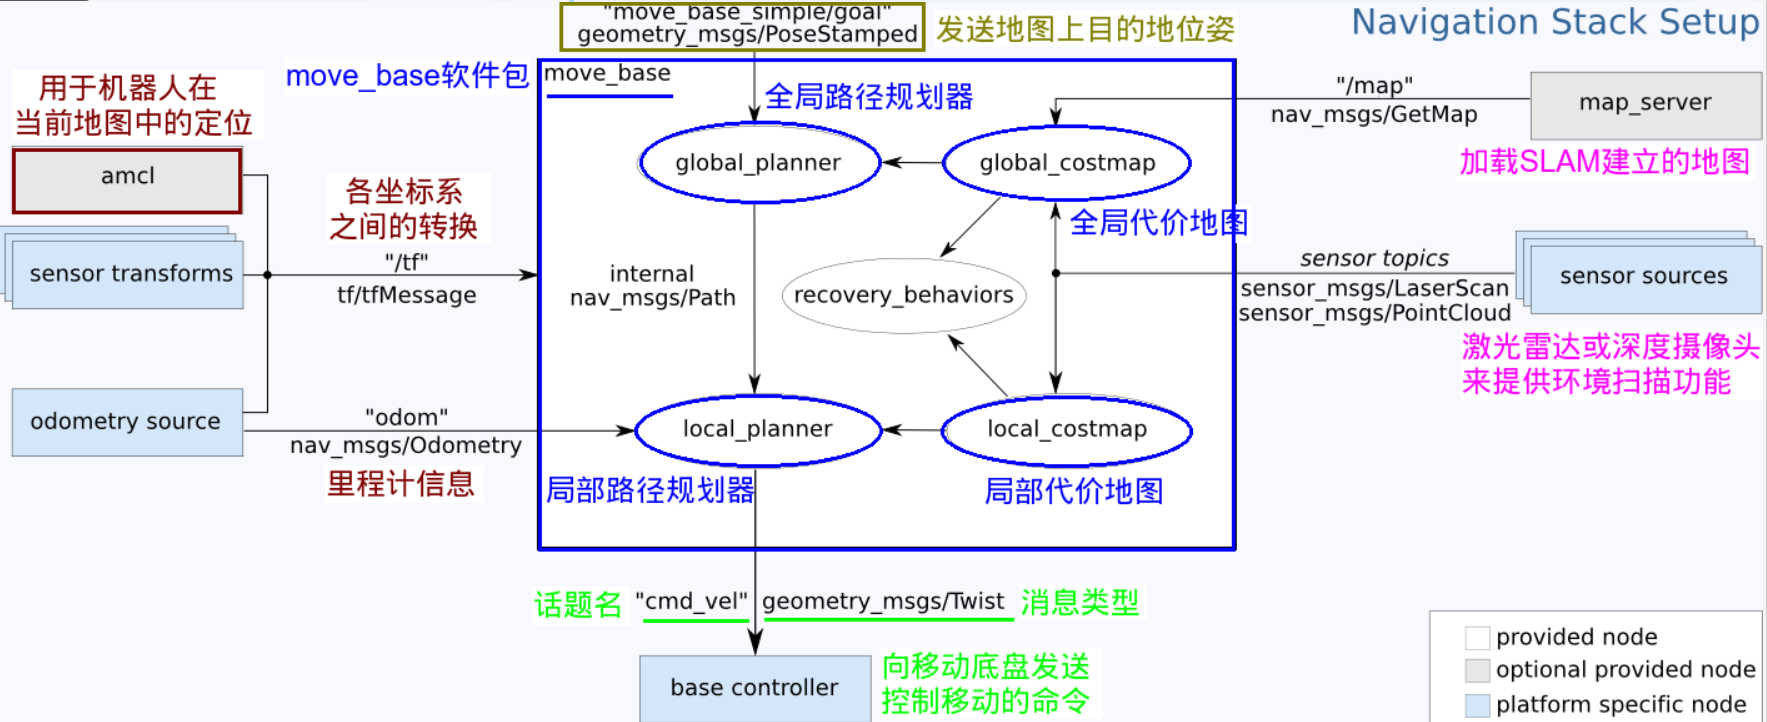 "move_base_simple/goal"
geometry_msgs/PoseStamped
发送地图上目的地位姿
Navigation Stack Setup
用于机器人在
当前地图中的定位
amcl
move_base软件包
move_base
全局路径规划器
"/map"
nav_msgs/GetMap
map_server
加载SLAM建立的地图
global_planner
global_costmap
全局代价地图
各坐标系
之间的转换
sensor transforms
"/tf"
tf/tfMessage
internal
nav_msgs/Path
recovery_behaviors
sensor topics
sensor_msgs/LaserScan
sensor_msgs/PointCloud
sensor sources
激光雷达或深度摄像头
来提供环境扫描功能
odometry source
"odom"
nav_msgs/Odometry
里程计信息
local_planner
local_costmap
局部路径规划器
局部代价地图
话题名
"cmd_vel"
geometry_msgs/Twist
消息类型
base controller
向移动底盘发送
控制移动的命令
provided node
optional provided node
platform specific node